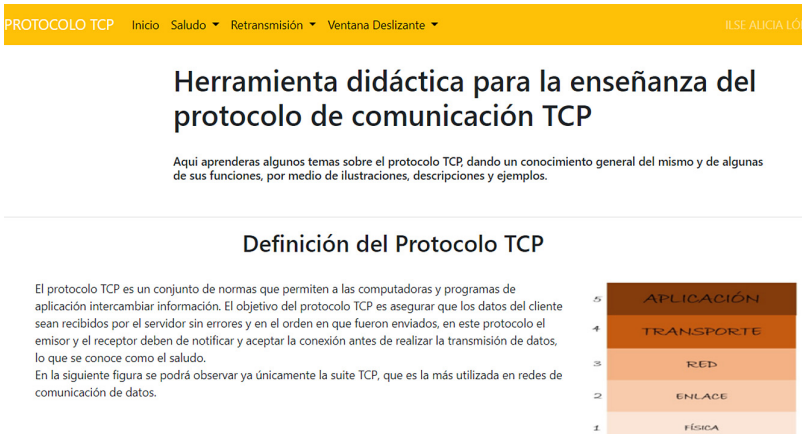 PROTOCOLO TCP Inicio Saludo Retransmisión Ventana Deslizante ILSE ALICIA
Herramienta didáctica para la enseñanza del
protocolo de comunicación TCP
Aqui aprenderas algunos temas sobre el protocolo TCP, dando un conocimiento general del mismo y de algunas
de sus funciones, por medio de ilustraciones, descripciones y ejemplos.
Definición del Protocolo TCP
El protocolo TCP es un conjunto de normas que permiten a las computadoras y programas de
aplicación intercambiar información. El objetivo del protocolo TCP es asegurar que los datos del cliente
sean recibidos por el servidor sin errores y en el orden en que fueron enviados, en este protocolo el
emisor y el receptor deben de notificar y aceptar la conexión antes de realizar la transmisión de datos,
lo que se conoce como el saludo.
En la siguiente figura se podrá observar ya únicamente la suite TCP, que es la más utilizada en redes de
comunicación de datos.
5 APLICACIÓN
4 TRANSPORTE
3 RED
2 ENLACE
1 FÍSICA